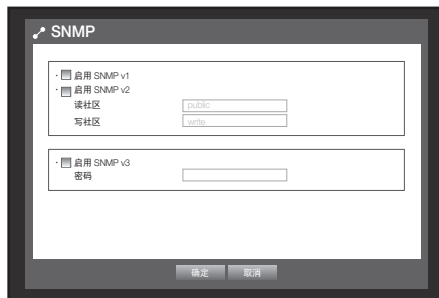 SNMP
· 启用 SNMP v1
· 启用 SNMP v2
读社区 public
写社区 write
· 启用 SNMP v3
密码
确定 取消